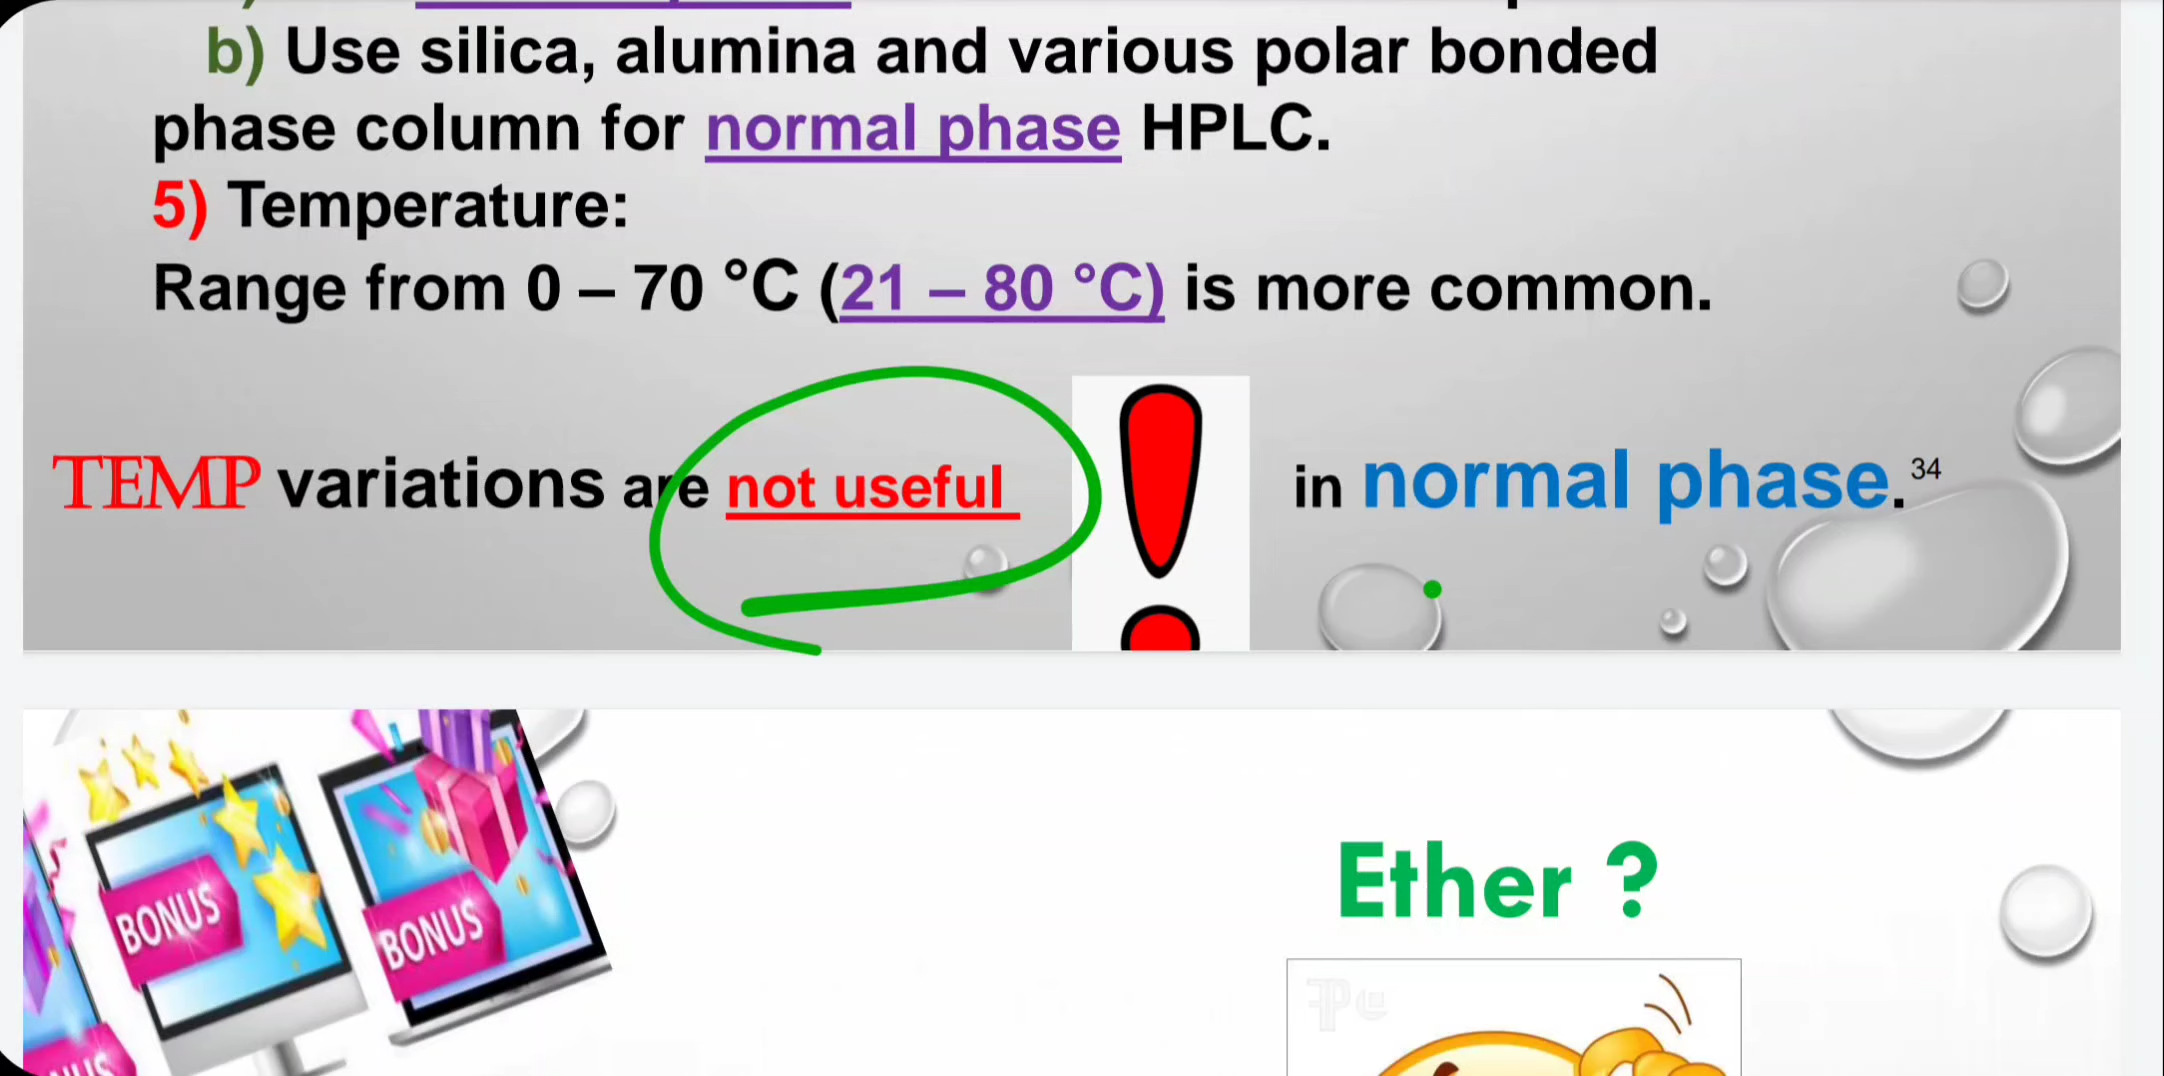 b) Use silica, alumina and various polar bonded
phase column for normal phase HPLC.
5) Temperature:
Range from 0 – 70 °C (21 – 80 °C) is more common.
TEMP variations are not useful in normal phase.34
Ether ?
BONUS
BONUS